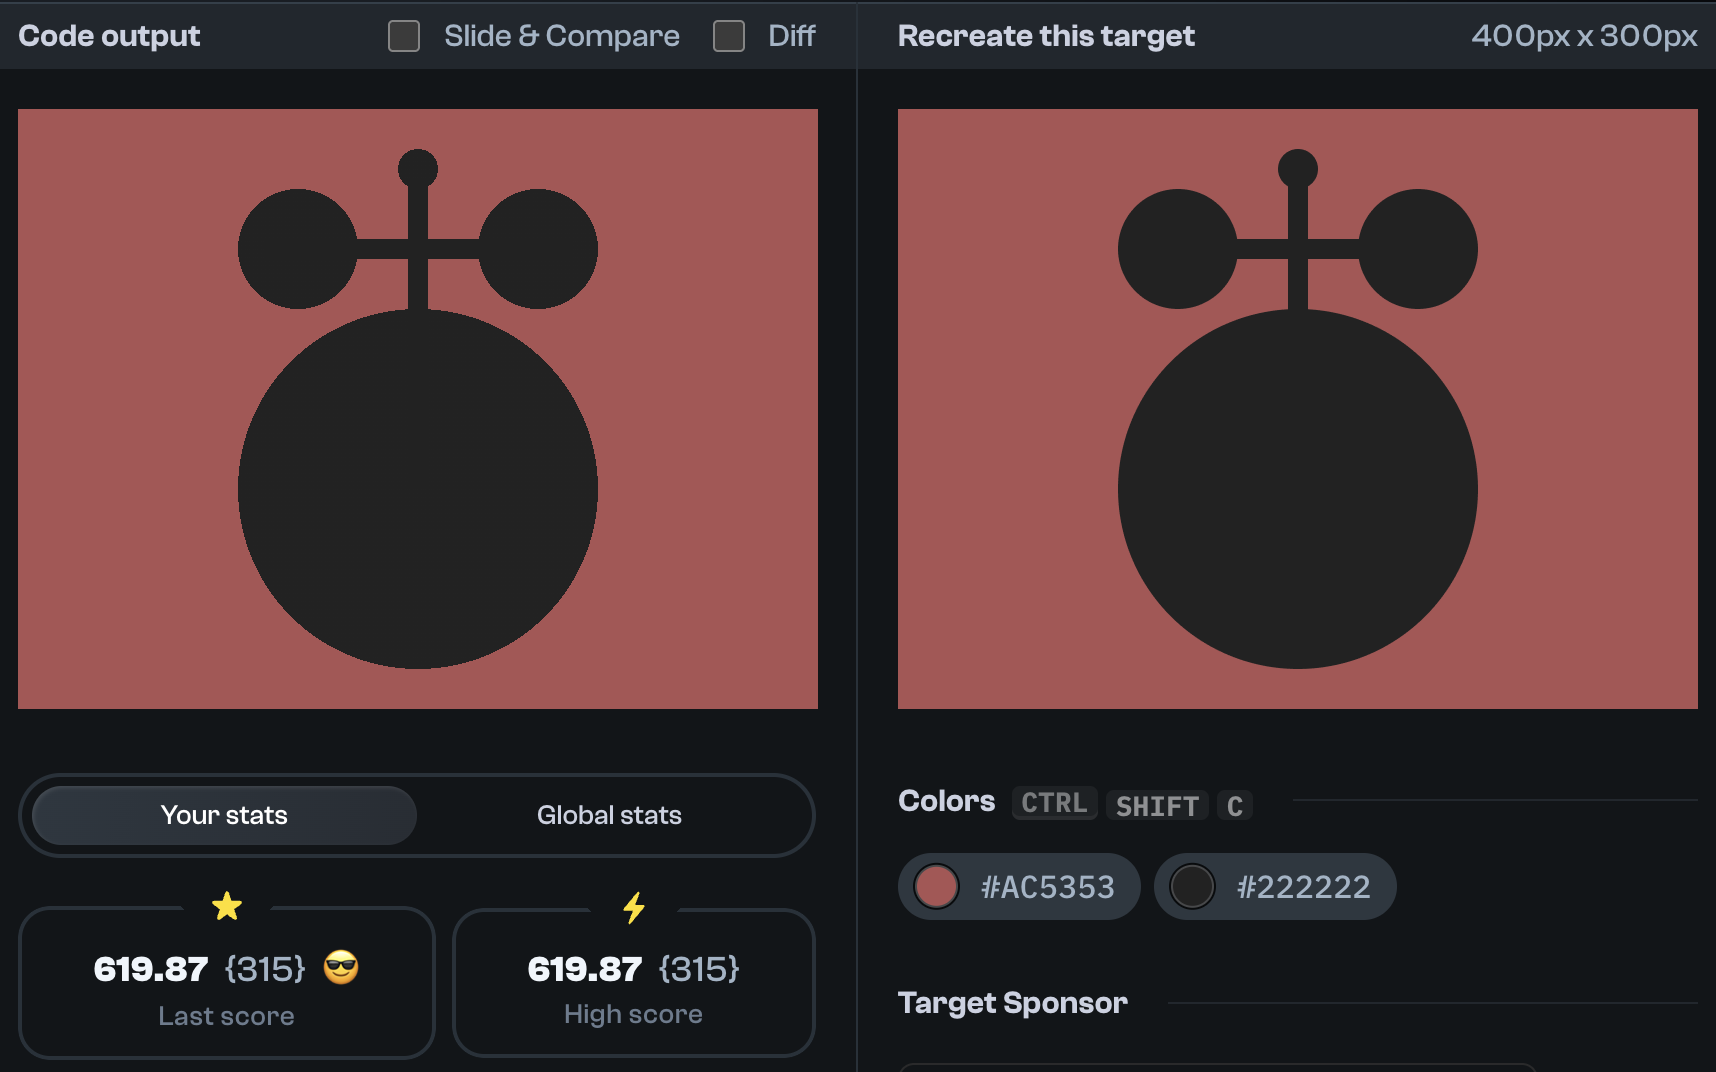 Code output
Slide & Compare
Diff
Recreate this target
400px x 300px
Your stats
Global stats
619.87 {315} 😎
Last score
619.87 {315}
High score
Colors CTRL SHIFT C
#AC5353
#222222
Target Sponsor